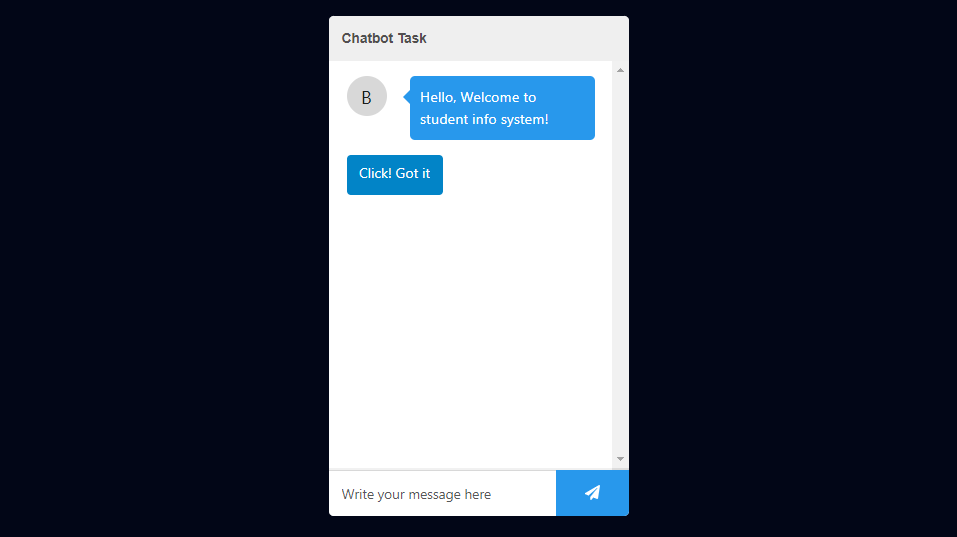 Chatbot Task
B
Hello, Welcome to
student info system!
Click! Got it
Write your message here